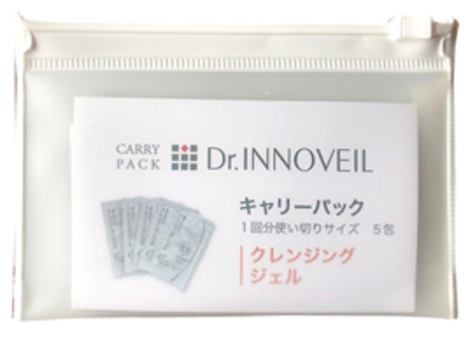 CARRY
PACK
Dr.INNOVEIL
キャリーパック
1回分使い切りサイズ 5包
クレンジング
ジェル